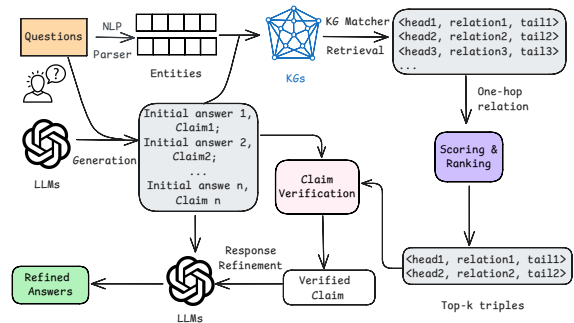 Questions
NLP
Parser
Entities
KGs
KG Matcher
Retrieval
<head1, relation1, tail1>
<head2, relation2, tail2>
<head3, relation3, tail3>
...
One-hop
relation
?
LLMs
Generation
Initial answer 1,
Claim1;
Initial answer 2,
Claim2;
...
Initial answe n,
Claim n
Claim
Verification
Scoring &
Ranking
<head1, relation1, tail1>
<head2, relation2, tail2>
Top-k triples
Response
Refinement
Verified
Claim
LLMs
Refined
Answers